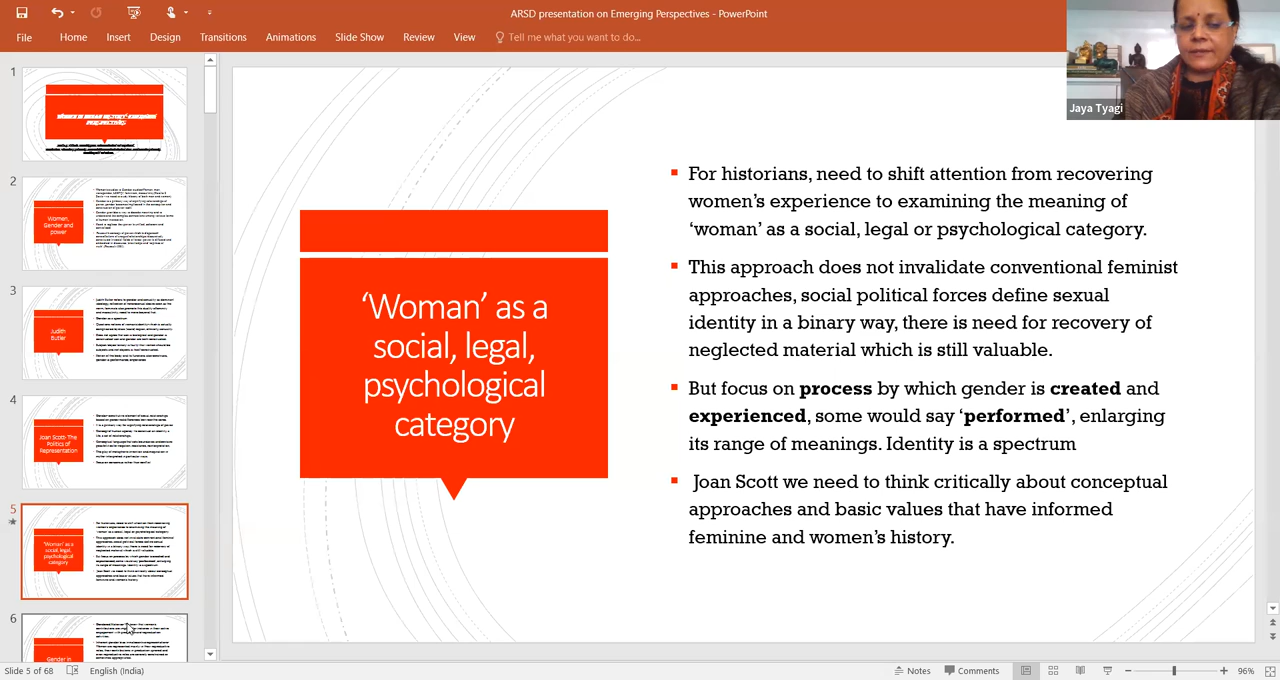 ARSD presentation on Emerging Perspectives - PowerPoint
File Home Insert Design Transitions Animations Slide Show Review View Tell me what you want to do...
Jaya Tyagi
1
2
Women,
Gender and
power
3
Judith
Butler
4
Joan Scott- The
Politics of
Representation
5
'Woman' as a
social, legal,
psychological
category
6
Gender in
'Woman' as a
social, legal,
psychological
category
For historians, need to shift attention from recovering
women's experience to examining the meaning of
'woman' as a social, legal or psychological category.
This approach does not invalidate conventional feminist
approaches, social political forces define sexual
identity in a binary way, there is need for recovery of
neglected material which is still valuable.
But focus on process by which gender is created and
experienced, some would say 'performed', enlarging
its range of meanings. Identity is a spectrum
Joan Scott we need to think critically about conceptual
approaches and basic values that have informed
feminine and women's history.
Slide 5 of 68 English (India) Notes Comments 96%